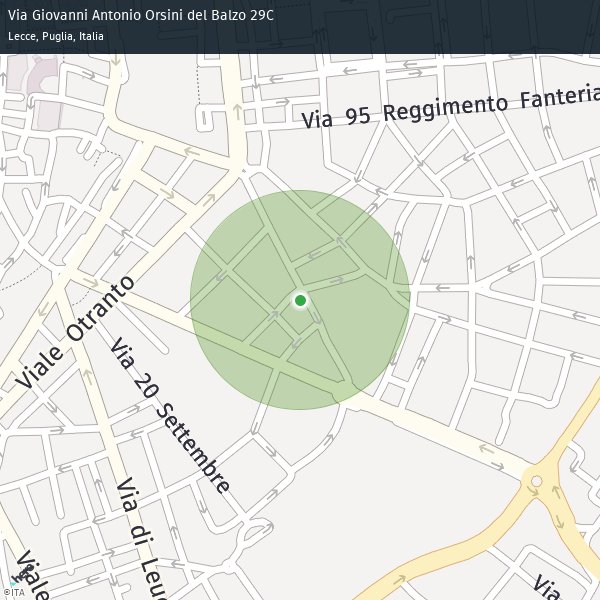 Via Giovanni Antonio Orsini del Balzo 29C
Lecce, Puglia, Italia
Via 95 Reggimento Fanteria
Viale Otranto
Via 20 Settembre
Via di Leuc
Viale
Via
©ITA